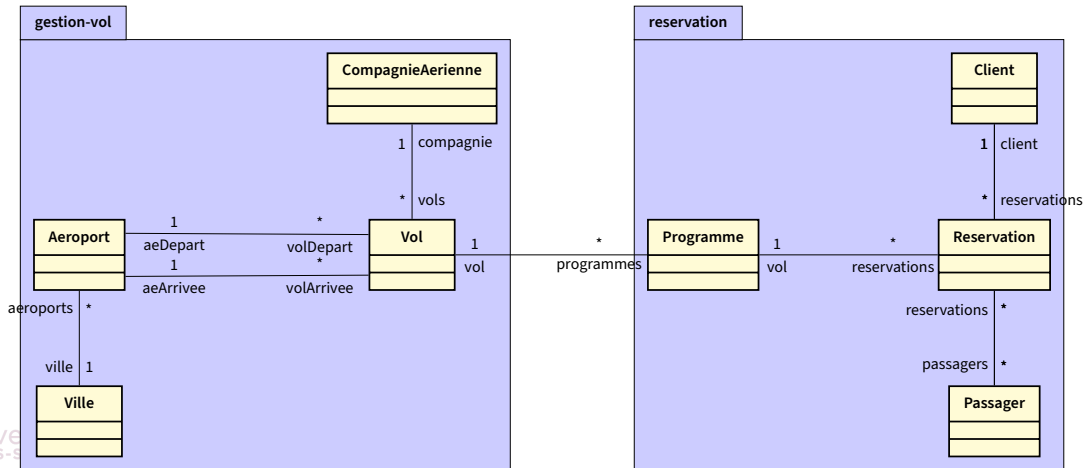 gestion-vol
reservation
CompagnieAerienne
Client
1 compagnie
1 client
* vols
* reservations
Aeroport
1 *
aeDepart volDepart
1 *
aeArrivee volArrivee
Vol
1 *
vol programmes
Programme
1 *
vol reservations
Reservation
aeroports *
reservations *
ville 1
passagers *
Ville
Passager